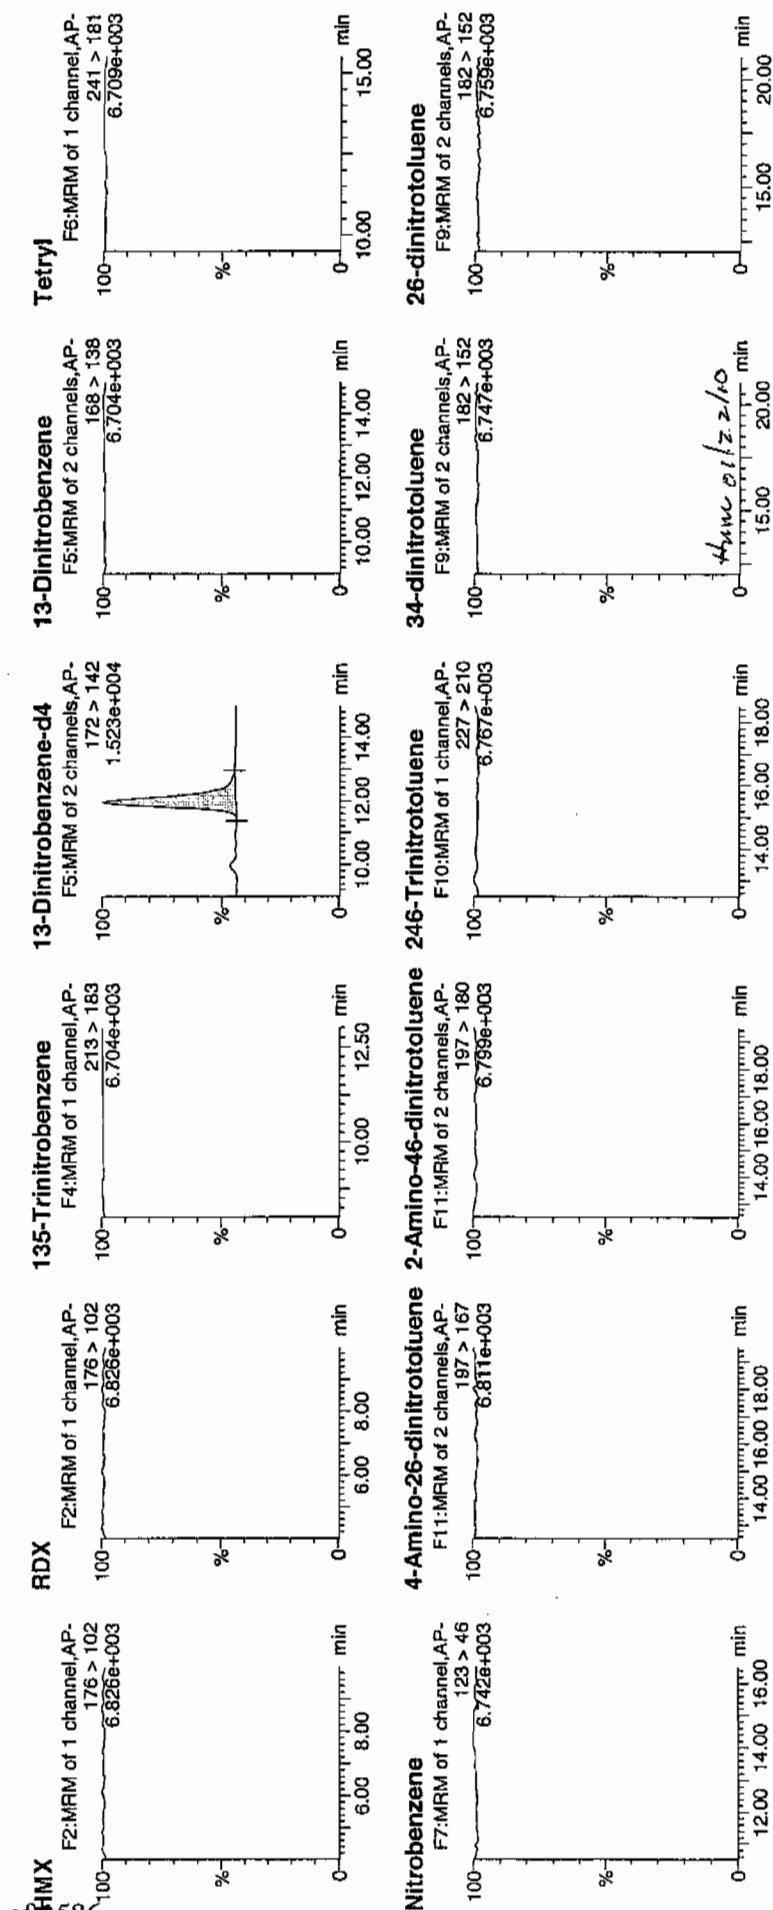 HMX
F2:MRM of 1 channel,AP-
176 > 102
6.826e+003
100
%
0
6.00 8.00 min
RDX
F2:MRM of 1 channel,AP-
176 > 102
6.826e+003
100
%
0
6.00 8.00 min
135-Trinitrobenzene
F4:MRM of 1 channel,AP-
213 > 183
6.704e+003
100
%
0
10.00 12.50 min
13-Dinitrobenzene-d4
F5:MRM of 2 channels,AP-
172 > 142
1.523e+004
100
%
0
10.00 12.00 14.00 min
13-Dinitrobenzene
F5:MRM of 2 channels,AP-
168 > 138
6.704e+003
100
%
0
10.00 12.00 14.00 min
Tetryl
F6:MRM of 1 channel,AP-
241 > 181
6.709e+003
100
%
0
10.00 15.00 min
Nitrobenzene
F7:MRM of 1 channel,AP-
123 > 46
6.742e+003
100
%
0
12.00 14.00 16.00 min
4-Amino-26-dinitrotoluene
F11:MRM of 2 channels,AP-
197 > 167
6.811e+003
100
%
0
14.00 16.00 18.00 min
2-Amino-46-dinitrotoluene
F11:MRM of 2 channels,AP-
197 > 180
6.799e+003
100
%
0
14.00 16.00 18.00 min
246-Trinitrotoluene
F10:MRM of 1 channel,AP-
227 > 210
6.767e+003
100
%
0
14.00 16.00 18.00 min
34-dinitrotoluene
F9:MRM of 2 channels,AP-
182 > 152
6.747e+003
100
%
01/22/10
0
15.00 20.00 min
26-dinitrotoluene
F9:MRM of 2 channels,AP-
182 > 152
6.759e+003
100
%
0
15.00 20.00 min